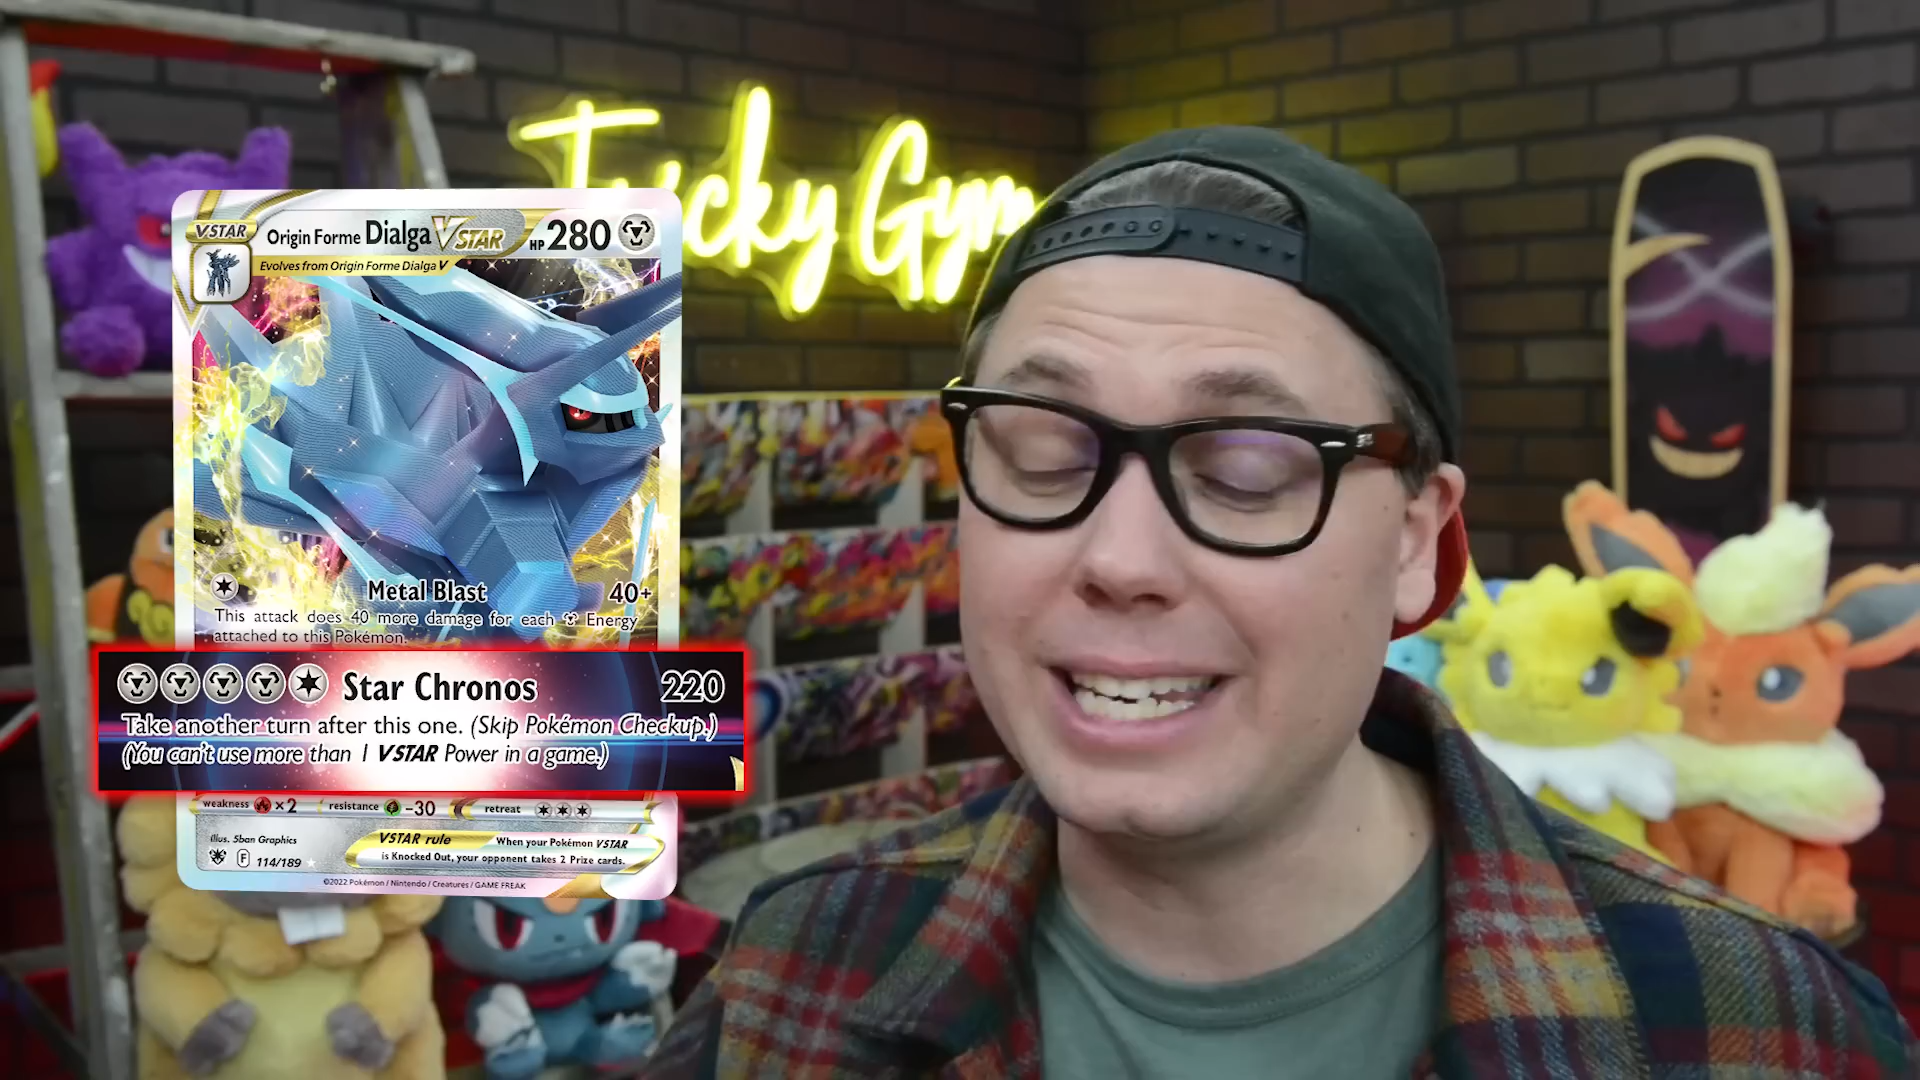 Tricky Gym
VSTAR
Origin Forme Dialga VSTAR HP 280
Evolves from Origin Forme Dialga V
Metal Blast 40+
This attack does 40 more damage for each Energy
attached to this Pokémon.
Star Chronos 220
Take another turn after this one. (Skip Pokémon Checkup.)
(You can't use more than 1 VSTAR Power in a game.)
weakness ×2 resistance -30 retreat
Illus. 5ban Graphics
F 114/189
VSTAR rule When your Pokémon VSTAR
is Knocked Out, your opponent takes 2 Prize cards.
©2022 Pokémon / Nintendo / Creatures / GAME FREAK